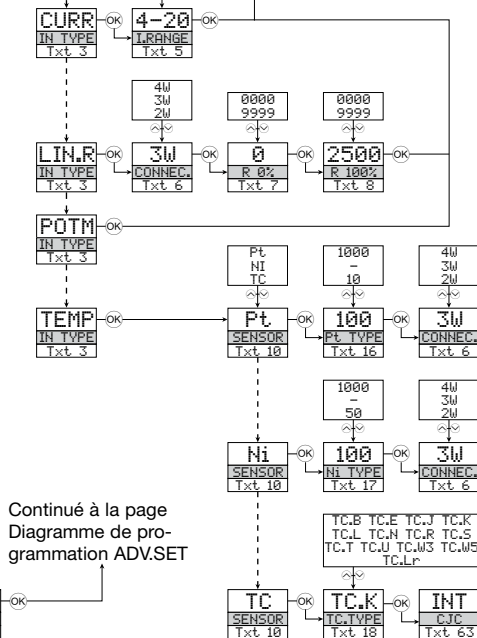 CURR OK 4-20 OK
IN TYPE I.RANGE
Txt 3 Txt 5
4W
3W
2W
0000
9999
0000
9999
LIN.R OK 3W OK 0 OK 2500 OK
IN TYPE CONNEC. R 0% R 100%
Txt 3 Txt 6 Txt 7 Txt 8
POTM OK
IN TYPE
Txt 3
Pt
NI
TC
1000
-
10
4W
3W
2W
TEMP OK Pt OK 100 OK 3W
IN TYPE SENSOR Pt TYPE CONNEC.
Txt 3 Txt 10 Txt 16 Txt 6
1000
-
50
4W
3W
2W
Ni OK 100 OK 3W
SENSOR Ni TYPE CONNEC.
Txt 10 Txt 17 Txt 6
Continué à la page
Diagramme de pro-
grammation ADV.SET
TC.B TC.E TC.J TC.K
TC.L TC.N TC.R TC.S
TC.T TC.U TC.W3 TC.W5
TC.Lr
OK TC OK TC.K OK INT
SENSOR TC.TYPE CJC
Txt 10 Txt 18 Txt 63